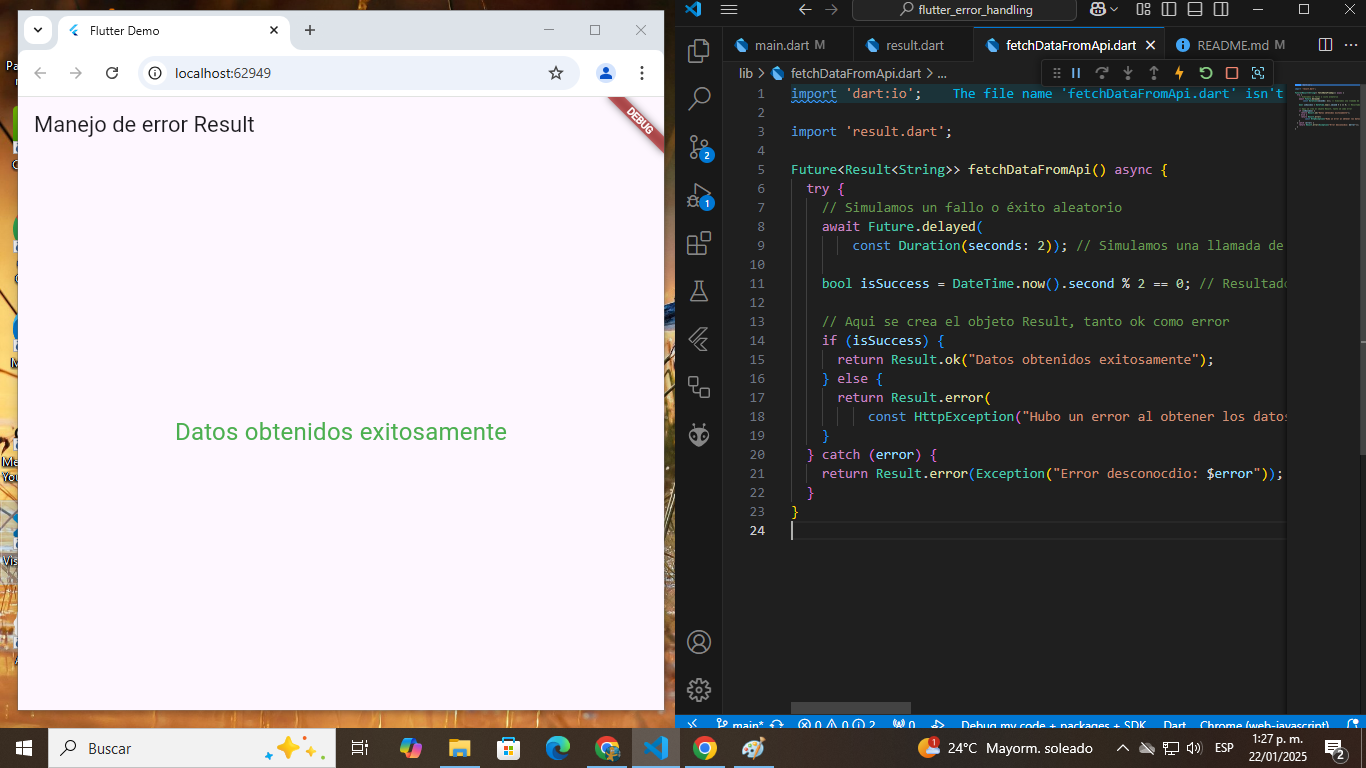 Flutter Demo
localhost:62949
DEBUG
Manejo de error Result
Datos obtenidos exitosamente
flutter_error_handling
main.dart M
result.dart
fetchDataFromApi.dart
README.md M
lib > fetchDataFromApi.dart > ...
1 import 'dart:io'; The file name 'fetchDataFromApi.dart' isn't
2
3 import 'result.dart';
4
5 Future<Result<String>> fetchDataFromApi() async {
6 try {
7 // Simulamos un fallo o éxito aleatorio
8 await Future.delayed(
9 const Duration(seconds: 2)); // Simulamos una llamada de
10
11 bool isSuccess = DateTime.now().second % 2 == 0; // Resultado
12
13 // Aqui se crea el objeto Result, tanto ok como error
14 if (isSuccess) {
15 return Result.ok("Datos obtenidos exitosamente");
16 } else {
17 return Result.error(
18 const HttpException("Hubo un error al obtener los datos
19 }
20 } catch (error) {
21 return Result.error(Exception("Error desconocdio: $error"));
22 }
23 }
24
2
1
main* 0 0 2 0 Debug my code + packages + SDK Dart Chrome (web-javascript)
Buscar
1
24°C Mayorm. soleado
ESP
1:27 p. m.
22/01/2025
2